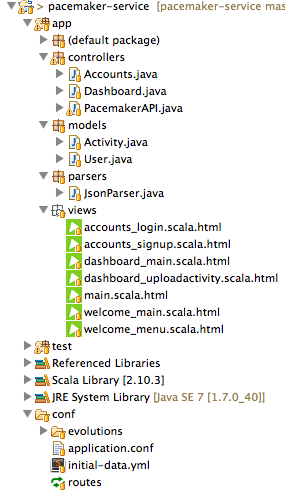 > pacemaker-service [pacemaker-service mas
app
(default package)
controllers
Accounts.java
Dashboard.java
PacemakerAPI.java
models
Activity.java
User.java
parsers
JsonParser.java
views
accounts_login.scala.html
accounts_signup.scala.html
dashboard_main.scala.html
dashboard_uploadactivity.scala.html
main.scala.html
welcome_main.scala.html
welcome_menu.scala.html
test
Referenced Libraries
Scala Library [2.10.3]
JRE System Library [Java SE 7 [1.7.0_40]]
conf
evolutions
application.conf
initial-data.yml
routes